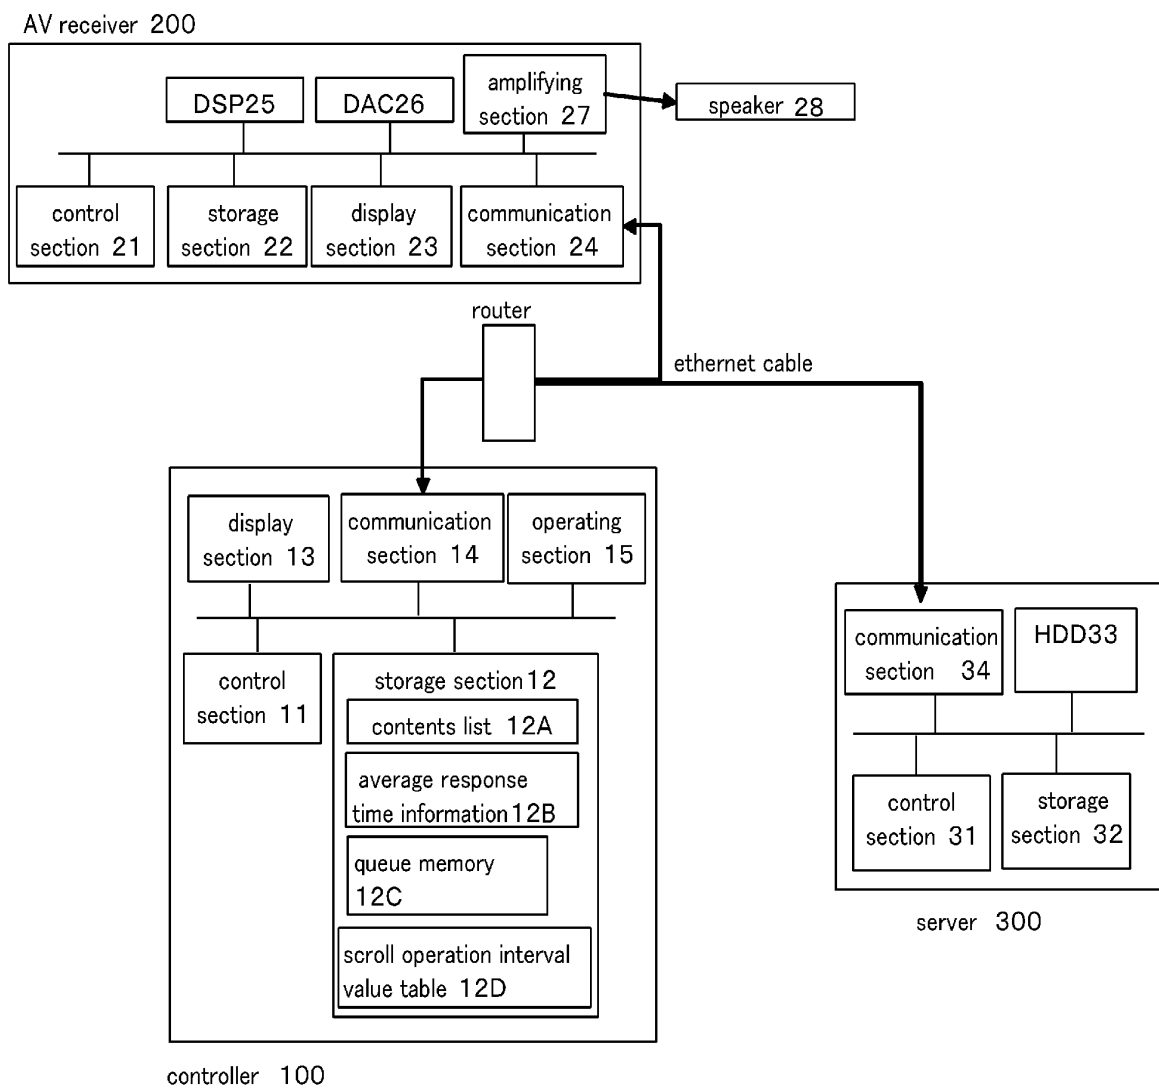 AV receiver 200
DSP25
DAC26
amplifying
section 27
speaker 28
control
section 21
storage
section 22
display
section 23
communication
section 24
router
ethernet cable
display
section 13
communication
section 14
operating
section 15
control
section 11
storage section 12
contents list 12A
average response
time information 12B
queue memory
12C
scroll operation interval
value table 12D
controller 100
communication
section 34
HDD33
control
section 31
storage
section 32
server 300